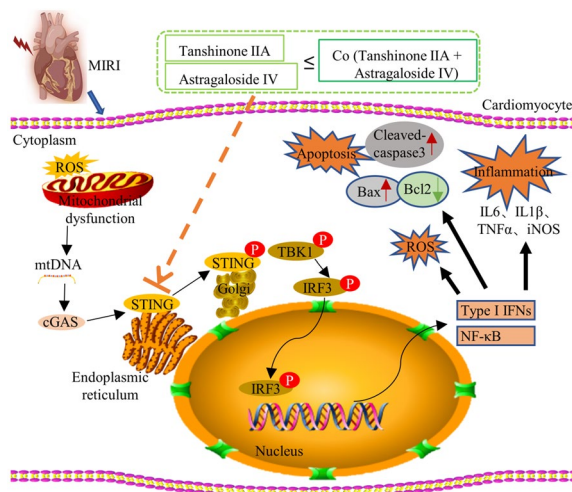 MIRI
Tanshinone IIA
Astragaloside IV
≤
Co (Tanshinone IIA +
Astragaloside IV)
Cardiomyocyte
Cytoplasm
ROS
Mitochondrial
dysfunction
mtDNA
cGAS
STING
Endoplasmic
reticulum
STING
P
Golgi
TBK1
P
IRF3
P
IRF3
P
Nucleus
Apoptosis
Cleaved-
caspase3
Bax
Bcl2
Inflammation
IL6、IL1β、
TNFα、iNOS
ROS
Type I IFNs
NF-κB